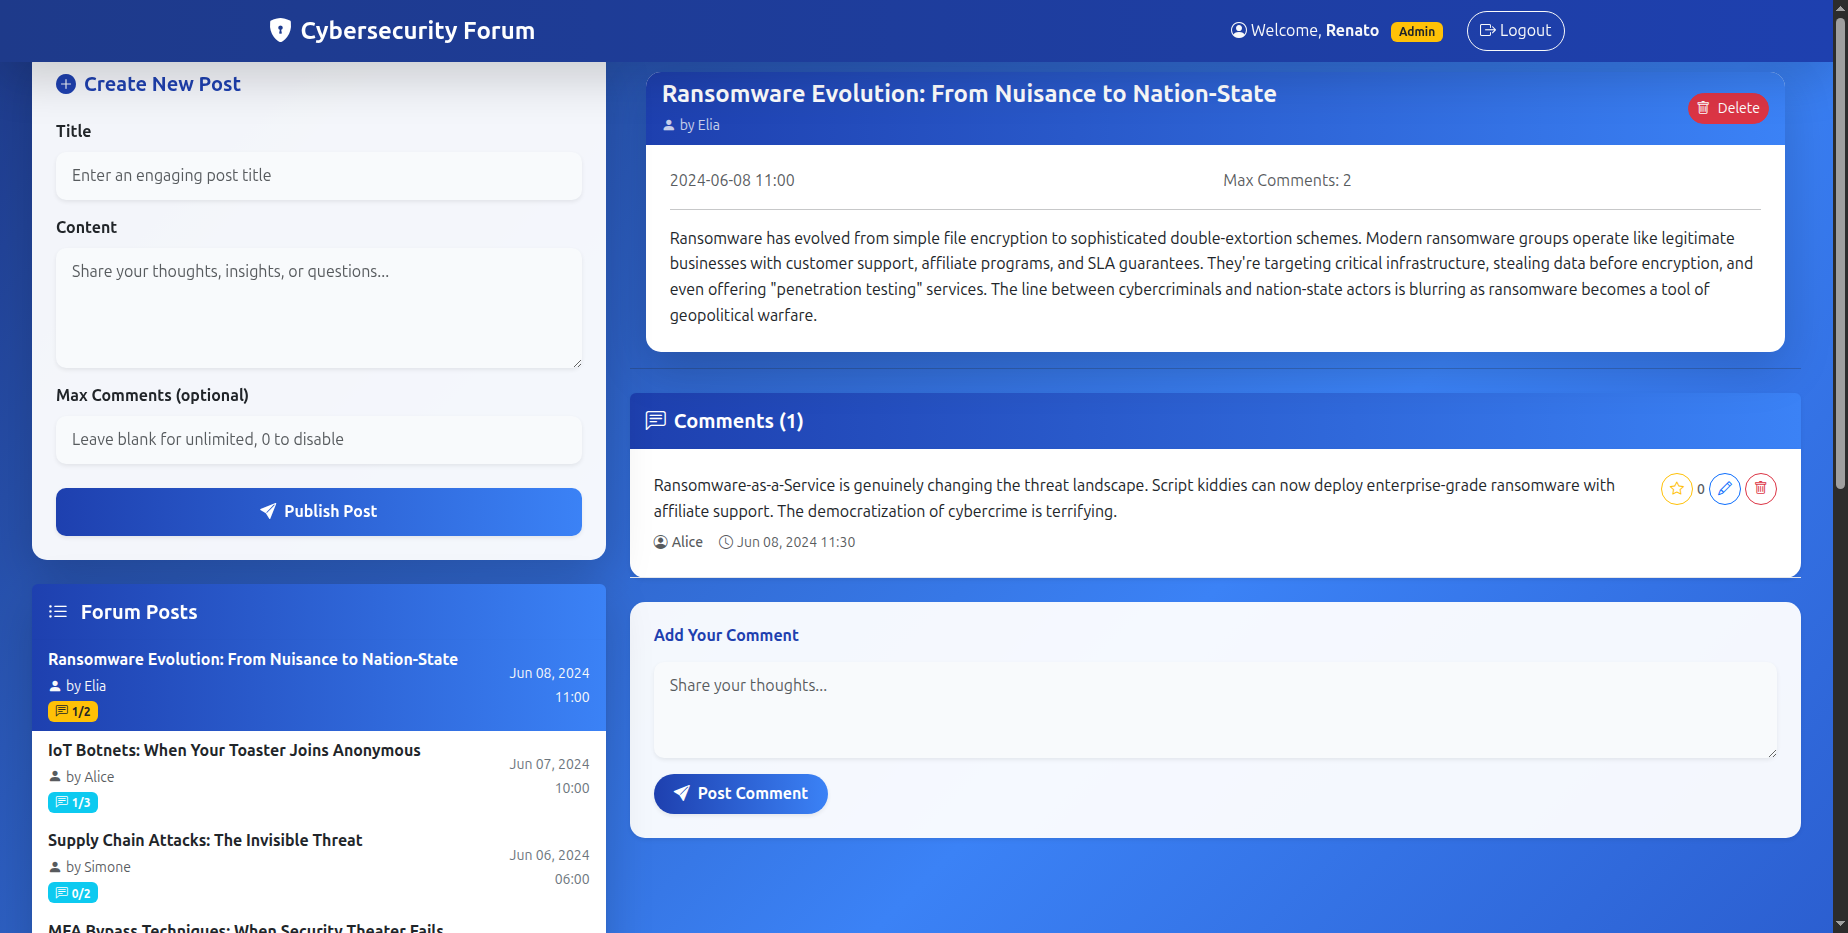 Cybersecurity Forum
Welcome, Renato Admin
Logout
Create New Post
Title
Enter an engaging post title
Content
Share your thoughts, insights, or questions...
Max Comments (optional)
Leave blank for unlimited, 0 to disable
Publish Post
Forum Posts
Ransomware Evolution: From Nuisance to Nation-State
by Elia
1/2
Jun 08, 2024
11:00
IoT Botnets: When Your Toaster Joins Anonymous
by Alice
1/3
Jun 07, 2024
10:00
Supply Chain Attacks: The Invisible Threat
by Simone
0/2
Jun 06, 2024
06:00
MFA Bypass Techniques: When Security Theater Fails
Ransomware Evolution: From Nuisance to Nation-State
by Elia
Delete
2024-06-08 11:00
Max Comments: 2
Ransomware has evolved from simple file encryption to sophisticated double-extortion schemes. Modern ransomware groups operate like legitimate
businesses with customer support, affiliate programs, and SLA guarantees. They're targeting critical infrastructure, stealing data before encryption, and
even offering "penetration testing" services. The line between cybercriminals and nation-state actors is blurring as ransomware becomes a tool of
geopolitical warfare.
Comments (1)
Ransomware-as-a-Service is genuinely changing the threat landscape. Script kiddies can now deploy enterprise-grade ransomware with
affiliate support. The democratization of cybercrime is terrifying.
0
Alice
Jun 08, 2024 11:30
Add Your Comment
Share your thoughts...
Post Comment